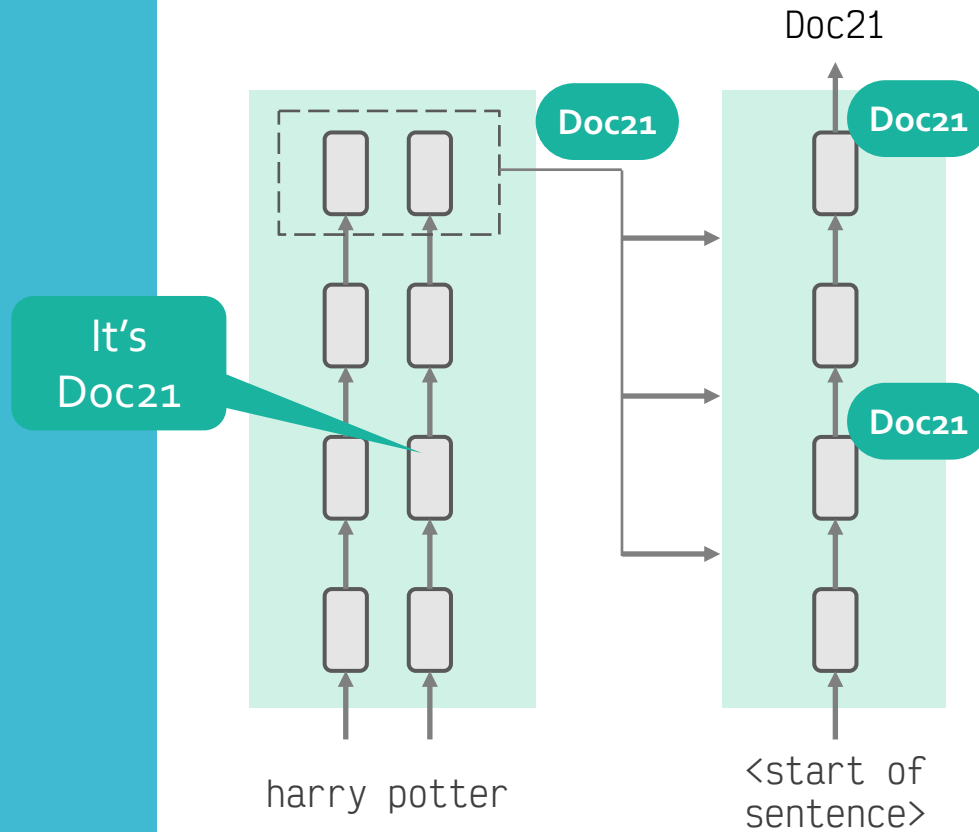 Doc21
Doc21
Doc21
It's
Doc21
Doc21
harry potter
<start of
sentence>